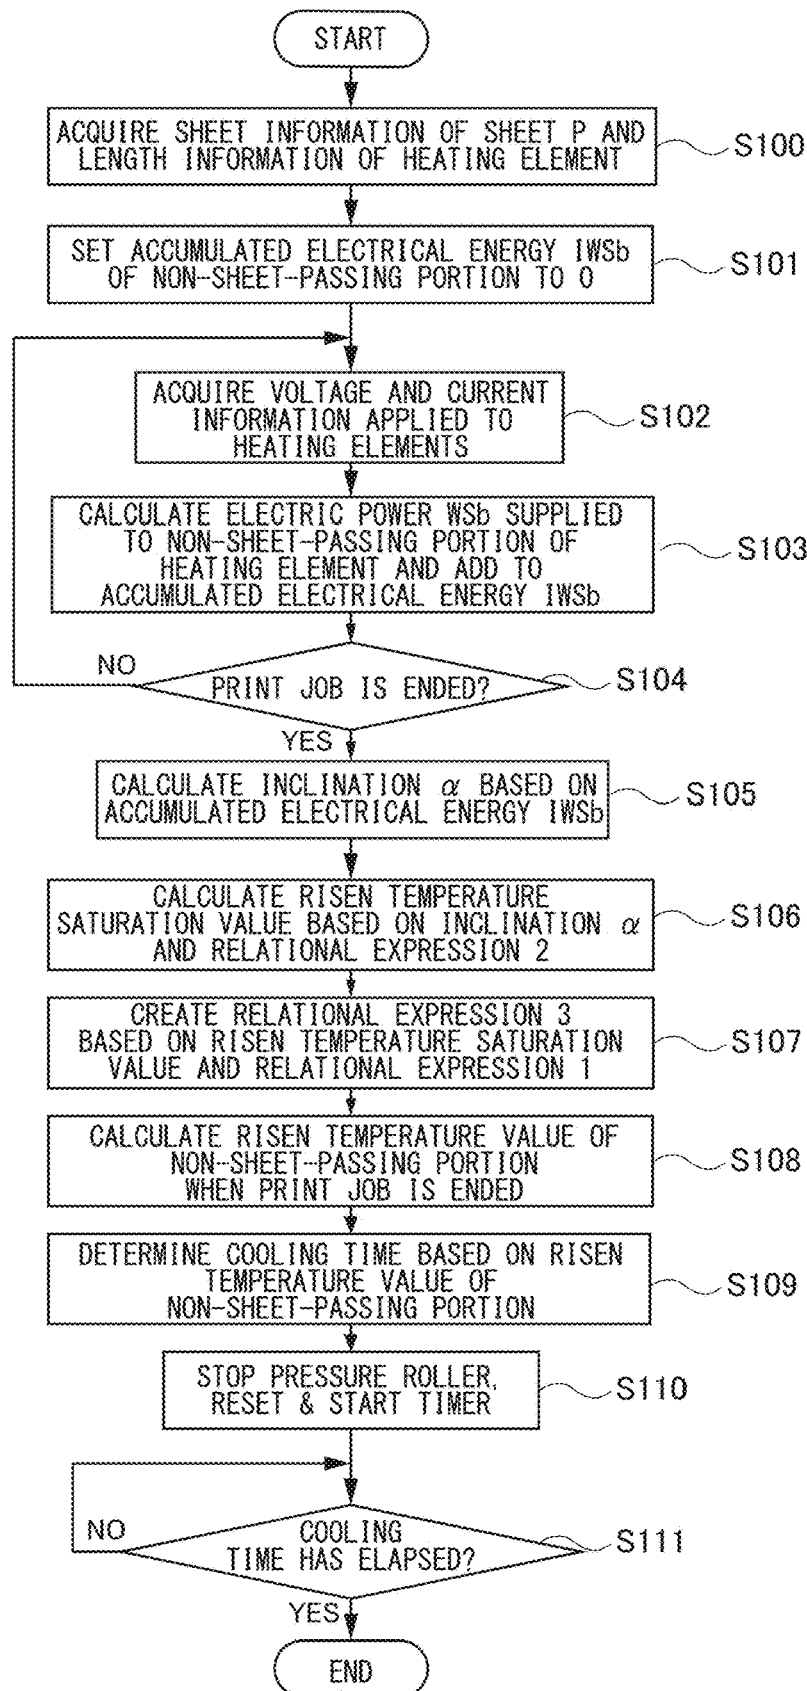 START
ACQUIRE SHEET INFORMATION OF SHEET P AND
LENGTH INFORMATION OF HEATING ELEMENT
S100
SET ACCUMULATED ELECTRICAL ENERGY IWSb
OF NON-SHEET-PASSING PORTION TO 0
S101
ACQUIRE VOLTAGE AND CURRENT
INFORMATION APPLIED TO
HEATING ELEMENTS
S102
CALCULATE ELECTRIC POWER WSb SUPPLIED
TO NON-SHEET-PASSING PORTION OF
HEATING ELEMENT AND ADD TO
ACCUMULATED ELECTRICAL ENERGY IWSb
S103
NO
PRINT JOB IS ENDED?
S104
YES
CALCULATE INCLINATION α BASED ON
ACCUMULATED ELECTRICAL ENERGY IWSb
S105
CALCULATE RISEN TEMPERATURE
SATURATION VALUE BASED ON INCLINATION α
AND RELATIONAL EXPRESSION 2
S106
CREATE RELATIONAL EXPRESSION 3
BASED ON RISEN TEMPERATURE SATURATION
VALUE AND RELATIONAL EXPRESSION 1
S107
CALCULATE RISEN TEMPERATURE VALUE OF
NON-SHEET-PASSING PORTION
WHEN PRINT JOB IS ENDED
S108
DETERMINE COOLING TIME BASED ON RISEN
TEMPERATURE VALUE OF
NON-SHEET-PASSING PORTION
S109
STOP PRESSURE ROLLER,
RESET & START TIMER
S110
NO
COOLING
TIME HAS ELAPSED?
S111
YES
END